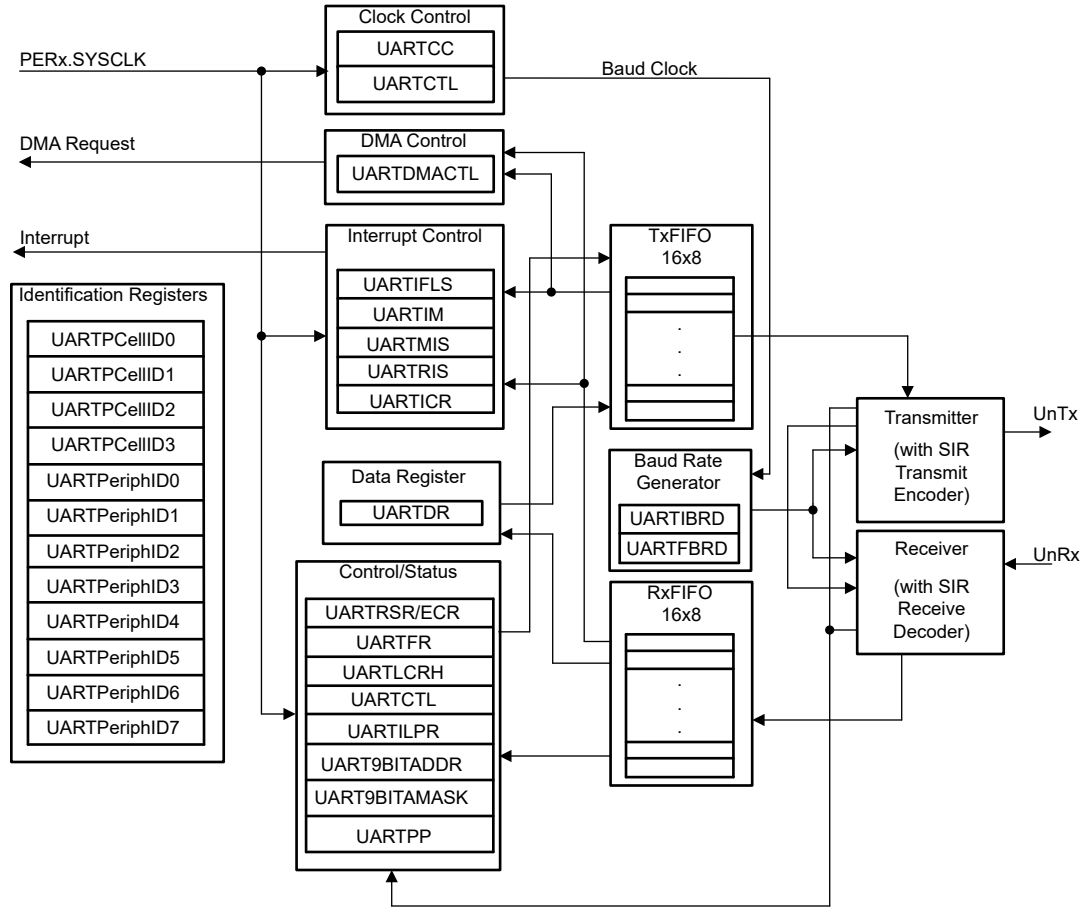 Clock Control
UARTCC
UARTCTL
PERx.SYSCLK
Baud Clock
DMA Control
UARTDMACTL
DMA Request
Interrupt Control
UARTIFLS
UARTIM
UARTMIS
UARTRIS
UARTICR
Interrupt
TxFIFO
16x8
.
.
.
Identification Registers
UARTPCellID0
UARTPCellID1
UARTPCellID2
UARTPCellID3
UARTPeriphID0
UARTPeriphID1
UARTPeriphID2
UARTPeriphID3
UARTPeriphID4
UARTPeriphID5
UARTPeriphID6
UARTPeriphID7
Data Register
UARTDR
Baud Rate
Generator
UARTIBRD
UARTFBRD
Transmitter
(with SIR
Transmit
Encoder)
UnTx
Receiver
(with SIR
Receive
Decoder)
UnRx
Control/Status
UARTRSR/ECR
UARTFR
UARTLCRH
UARTCTL
UARTILPR
UART9BITADDR
UART9BITAMASK
UARTPP
RxFIFO
16x8
.
.
.